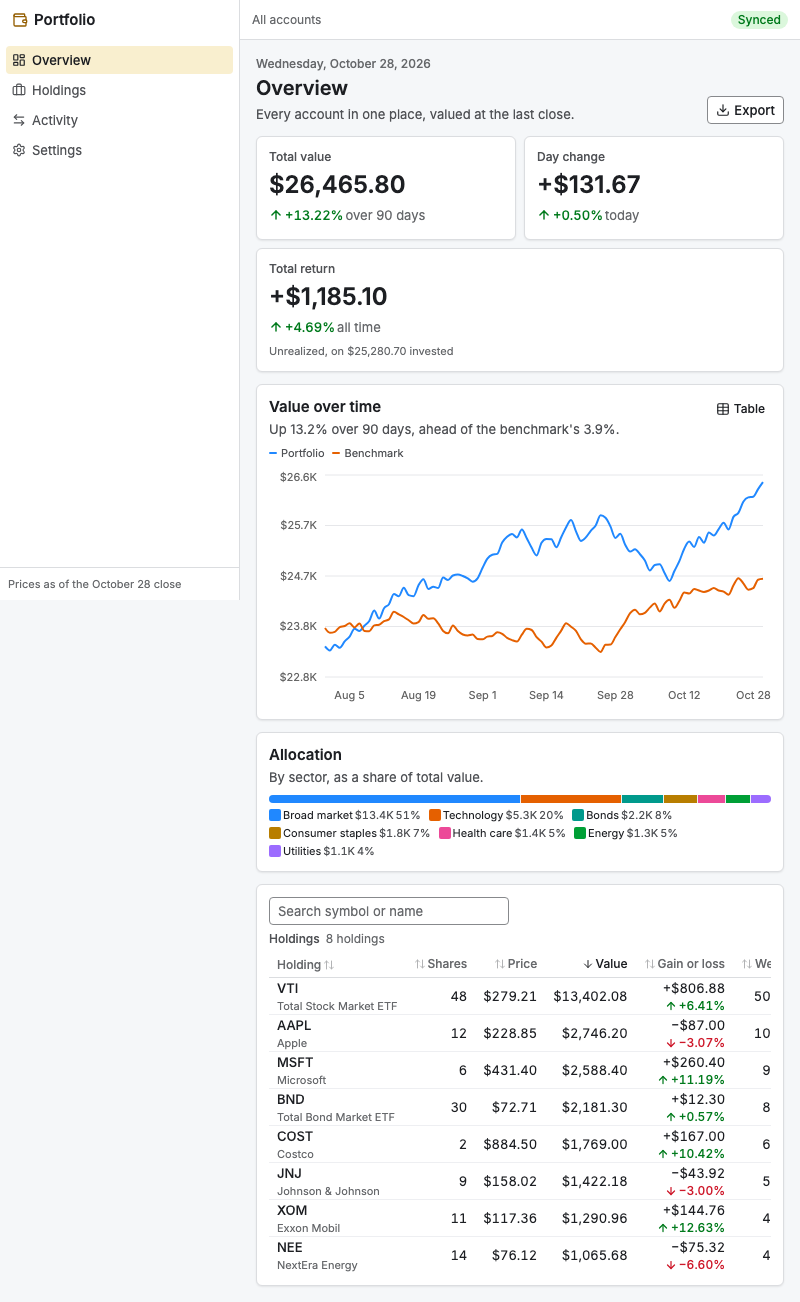 Portfolio
All accounts
Synced
Overview
Holdings
Activity
Settings
Prices as of the October 28 close
Wednesday, October 28, 2026
Overview
Every account in one place, valued at the last close.
Export
Total value
$26,465.80
+13.22% over 90 days
Day change
+$131.67
+0.50% today
Total return
+$1,185.10
+4.69% all time
Unrealized, on $25,280.70 invested
Value over time
Table
Up 13.2% over 90 days, ahead of the benchmark's 3.9%.
Portfolio Benchmark
$26.6K
$25.7K
$24.7K
$23.8K
$22.8K
Aug 5 Aug 19 Sep 1 Sep 14 Sep 28 Oct 12 Oct 28
Allocation
By sector, as a share of total value.
Broad market $13.4K 51% Technology $5.3K 20% Bonds $2.2K 8%
Consumer staples $1.8K 7% Health care $1.4K 5% Energy $1.3K 5%
Utilities $1.1K 4%
Search symbol or name
Holdings 8 holdings
Holding Shares Price Value Gain or loss We
VTI
Total Stock Market ETF
48 $279.21 $13,402.08 +$806.88 50
+6.41%
AAPL
Apple
12 $228.85 $2,746.20 −$87.00 10
−3.07%
MSFT
Microsoft
6 $431.40 $2,588.40 +$260.40 9
+11.19%
BND
Total Bond Market ETF
30 $72.71 $2,181.30 +$12.30 8
+0.57%
COST
Costco
2 $884.50 $1,769.00 +$167.00 6
+10.42%
JNJ
Johnson & Johnson
9 $158.02 $1,422.18 −$43.92 5
−3.00%
XOM
Exxon Mobil
11 $117.36 $1,290.96 +$144.76 4
+12.63%
NEE
NextEra Energy
14 $76.12 $1,065.68 −$75.32 4
−6.60%